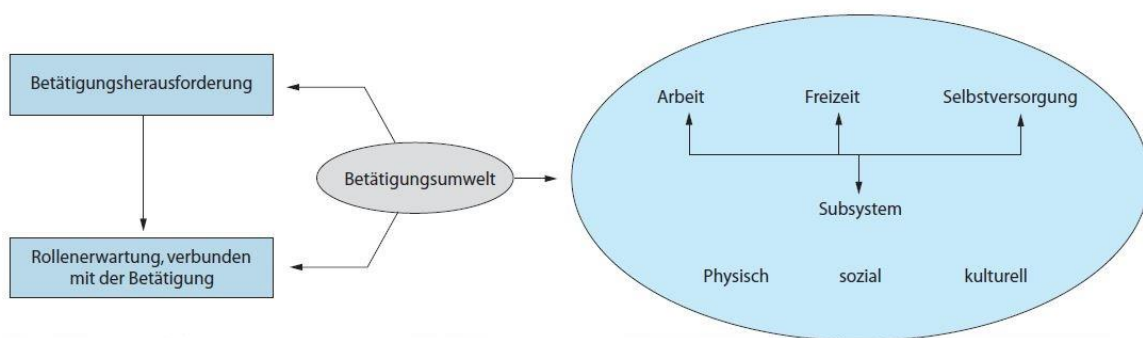 Betätigungsherausforderung
Rollenerwartung, verbunden
mit der Betätigung
Betätigungsumwelt
Arbeit
Freizeit
Selbstversorgung
Subsystem
Physisch
sozial
kulturell